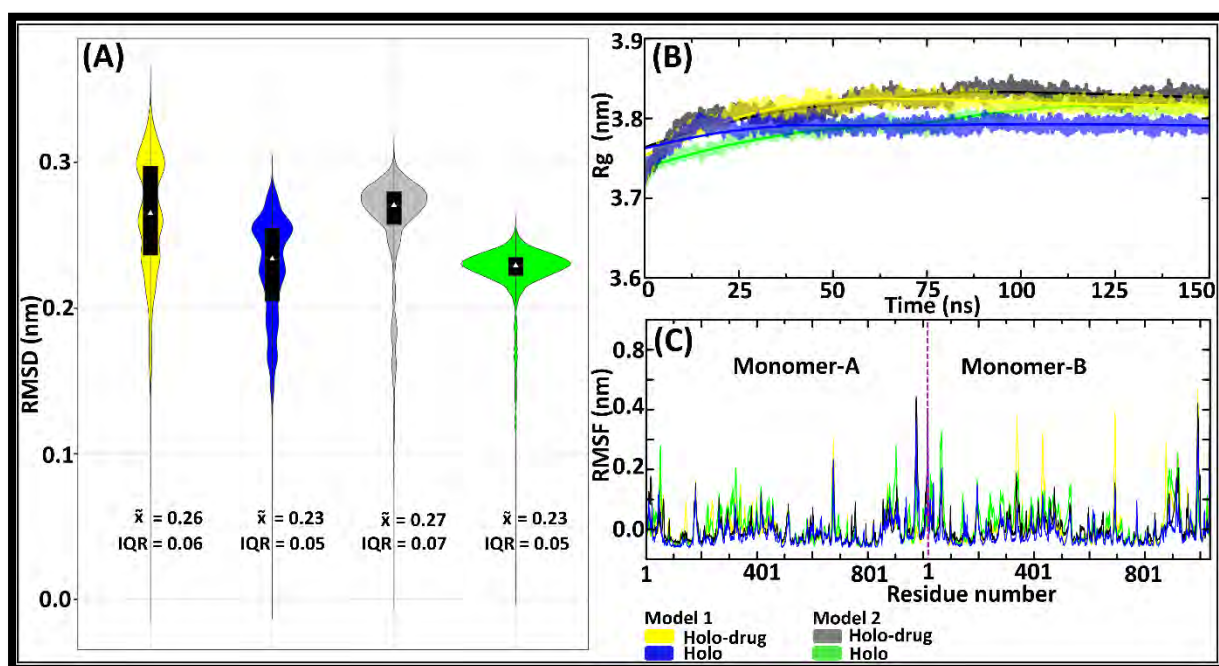 (A)
RMSD (nm)
0.3
0.2
0.1
0.0
x̃ = 0.26
IQR = 0.06
x̃ = 0.23
IQR = 0.05
x̃ = 0.27
IQR = 0.07
x̃ = 0.23
IQR = 0.05
(B)
Rg (nm)
3.9
3.8
3.7
3.6
0 25 50 75 100 125 150
Time (ns)
(C)
RMSF (nm)
0.8
0.4
0.2
0.0
Monomer-A Monomer-B
1 401 801 1 401 801
Residue number
Model 1 Model 2
Holo-drug Holo-drug
Holo Holo